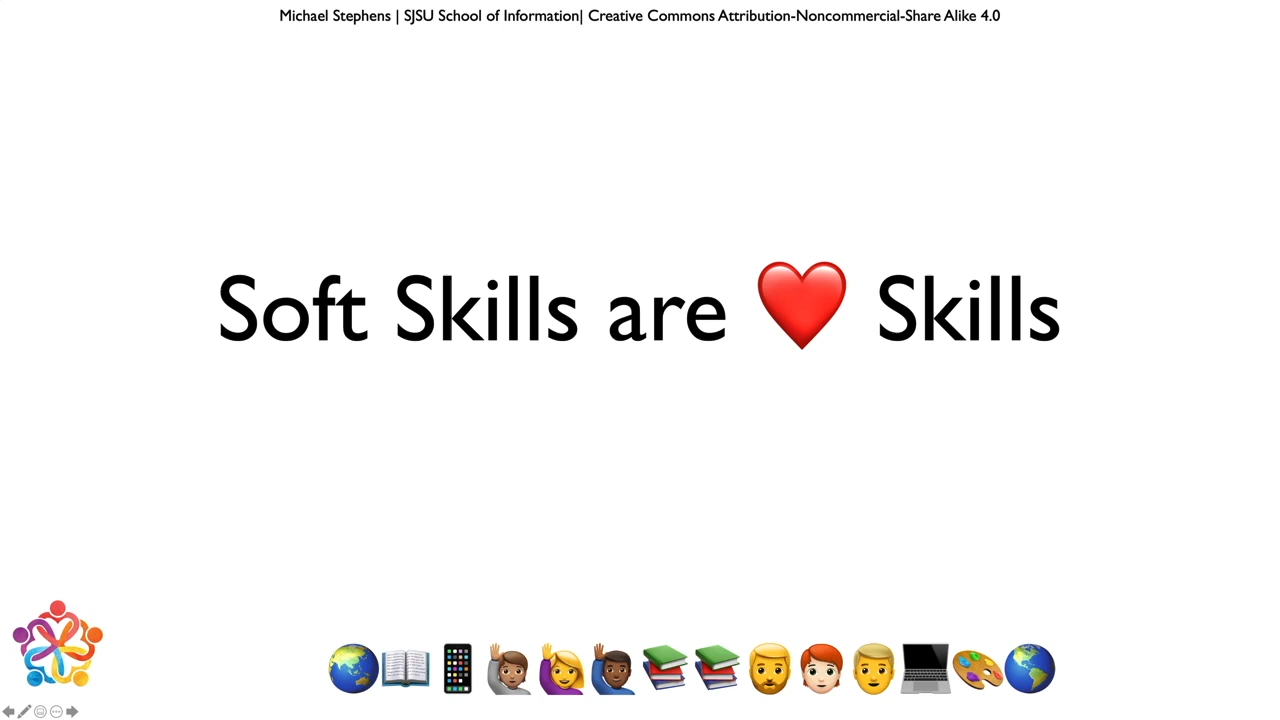 Michael Stephens | SJSU School of Information| Creative Commons Attribution-Noncommercial-Share Alike 4.0
Soft Skills are ❤️ Skills